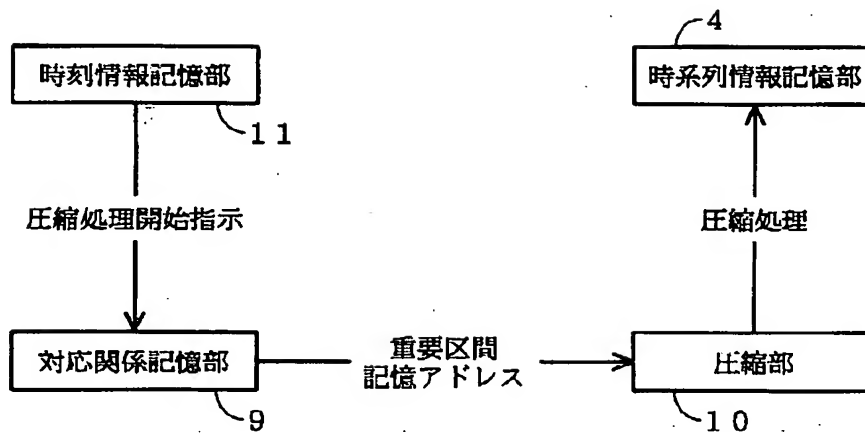 ４
時刻情報記憶部
時系列情報記憶部
１１
圧縮処理開始指示
圧縮処理
対応関係記憶部
重要区間
記憶アドレス
圧縮部
９
１０